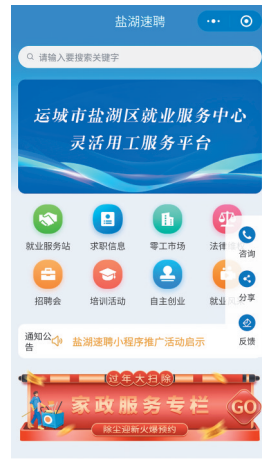 盐湖速聘
请输入要搜索关键字
运城市盐湖区就业服务中心
灵活用工服务平台
就业服务站
求职信息
零工市场
法律
咨询
招聘会
培训活动
自主创业
就业
分享
通知公告
盐湖速聘小程序推广活动启示
反馈
过年大扫除
家政服务专栏
GO
除尘迎新火爆预约